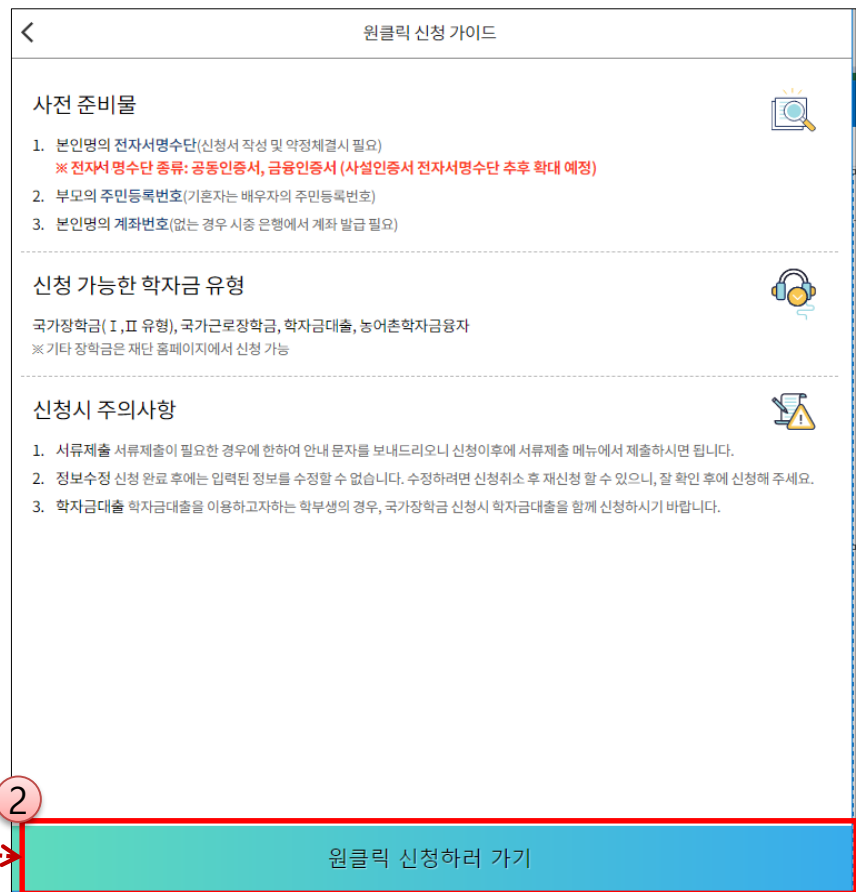 원클릭 신청 가이드
사전 준비물
1. 본인명의 전자서명수단(신청서 작성 및 약정체결시 필요)
※ 전자서명수단 종류: 공동인증서, 금융인증서 (사설인증서 전자서명수단 추후 확대 예정)
2. 부모의 주민등록번호(기혼자는 배우자의 주민등록번호)
3. 본인명의 계좌번호(없는 경우 시중 은행에서 계좌 발급 필요)
신청 가능한 학자금 유형
국가장학금(Ⅰ,Ⅱ 유형), 국가근로장학금, 학자금대출, 농어촌학자금융자
※ 기타 장학금은 재단 홈페이지에서 신청 가능
신청시 주의사항
1. 서류제출 서류제출이 필요한 경우에 한하여 안내 문자를 보내드리오니 신청이후에 서류제출 메뉴에서 제출하시면 됩니다.
2. 정보수정 신청 완료 후에는 입력된 정보를 수정할 수 없습니다. 수정하려면 신청취소 후 재신청 할 수 있으니, 잘 확인 후에 신청해 주세요.
3. 학자금대출 학자금대출을 이용하고자하는 학부생의 경우, 국가장학금 신청시 학자금대출을 함께 신청하시기 바랍니다.
2
원클릭 신청하러 가기